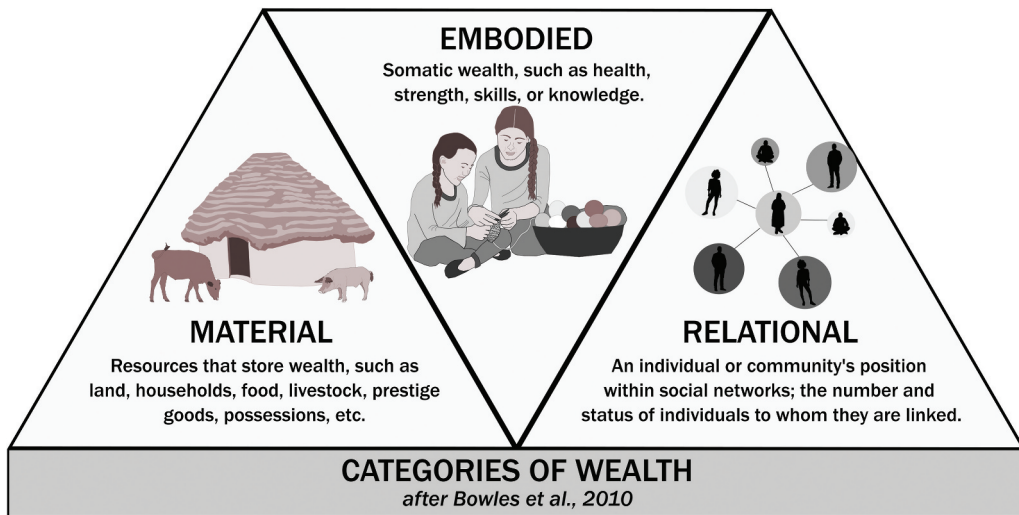 EMBODIED
Somatic wealth, such as health,
strength, skills, or knowledge.
MATERIAL
Resources that store wealth, such as
land, households, food, livestock, prestige
goods, possessions, etc.
RELATIONAL
An individual or community's position
within social networks; the number and
status of individuals to whom they are linked.
CATEGORIES OF WEALTH
after Bowles et al., 2010